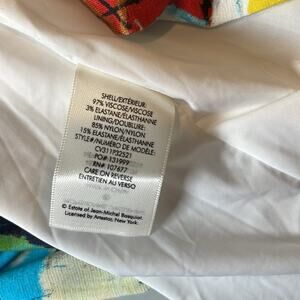 SHELL/EXTÉRIEUR:
97% VISCOSE/VISCOSE
3% ELASTANE/ÉLASTHANNE
LINING/DOUBLURE:
85% NYLON/NYLON
15% ELASTANE/ÉLASTHANNE
STYLE#/NUMÉRO DE MODÈLE:
CV311P32521
PO# 131999
RN# 107677
CARE ON REVERSE
ENTRETIEN AU VERSO
© Estate of Jean-Michel Basquiat.
Licensed by Artestar, New York.